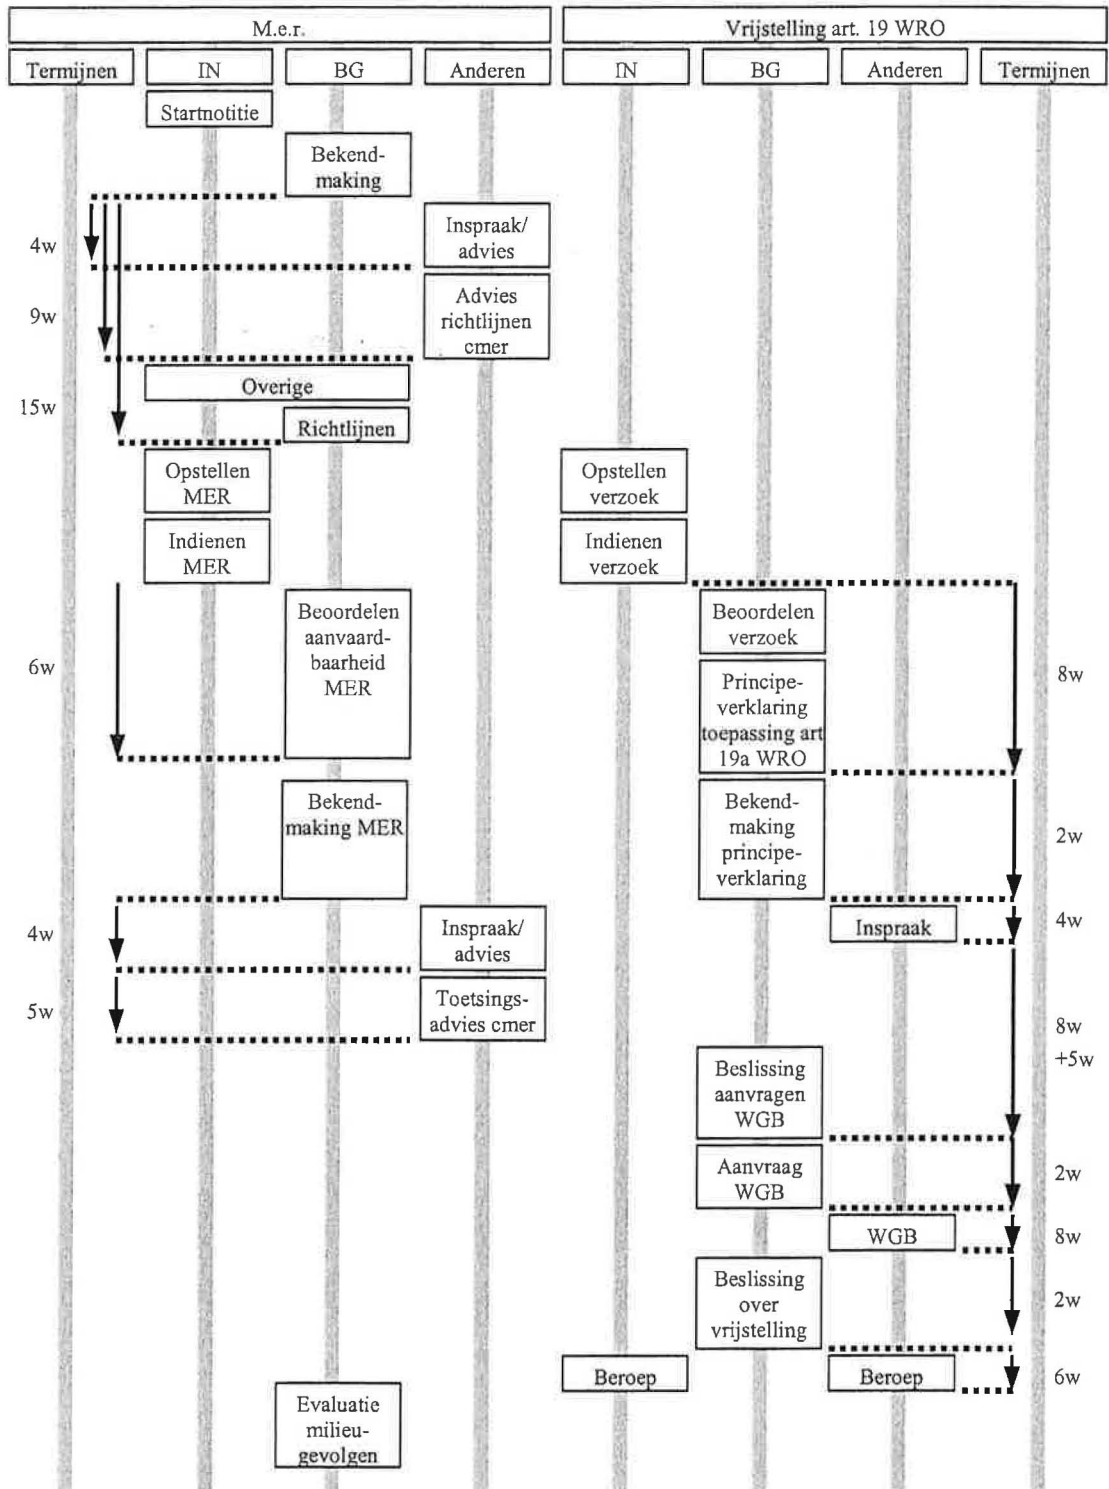 M.e.r.
Vrijstelling art. 19 WRO
Termijnen
IN
BG
Anderen
IN
BG
Anderen
Termijnen
Startnotitie
Bekend-
making
4w
Inspraak/
advies
9w
Advies
richtlijnen
cmer
Overige
15w
Richtlijnen
Opstellen
MER
Opstellen
verzoek
Indienen
MER
Indienen
verzoek
6w
Beoordelen
aanvaard-
baarheid
MER
Beoordelen
verzoek
8w
Principe-
verklaring
toepassing art
19a WRO
Bekend-
making MER
Bekend-
making
principe-
verklaring
2w
4w
Inspraak/
advies
Inspraak
4w
5w
Toetsings-
advies cmer
8w
+5w
Beslissing
aanvragen
WGB
Aanvraag
WGB
2w
WGB
8w
Beslissing
over
vrijstelling
2w
Beroep
Beroep
6w
Evaluatie
milieu-
gevolgen